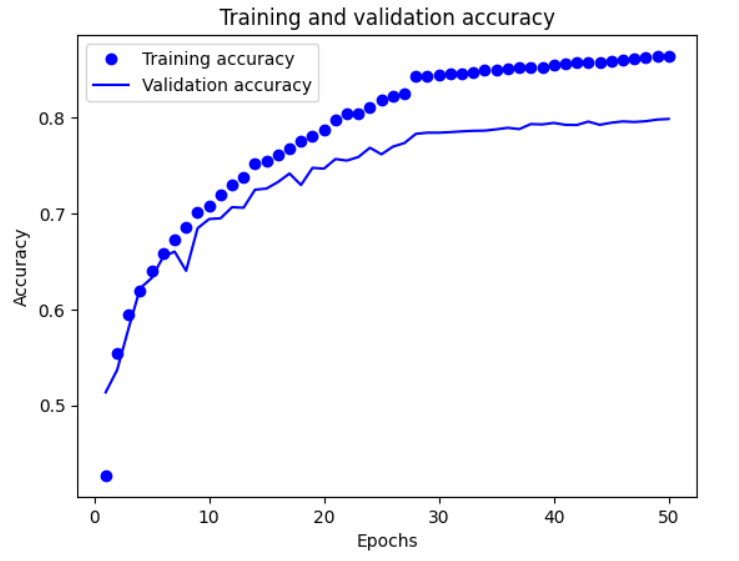 Training and validation accuracy
Training accuracy
Validation accuracy
0.8
0.7
0.6
0.5
Accuracy
0 10 20 30 40 50
Epochs